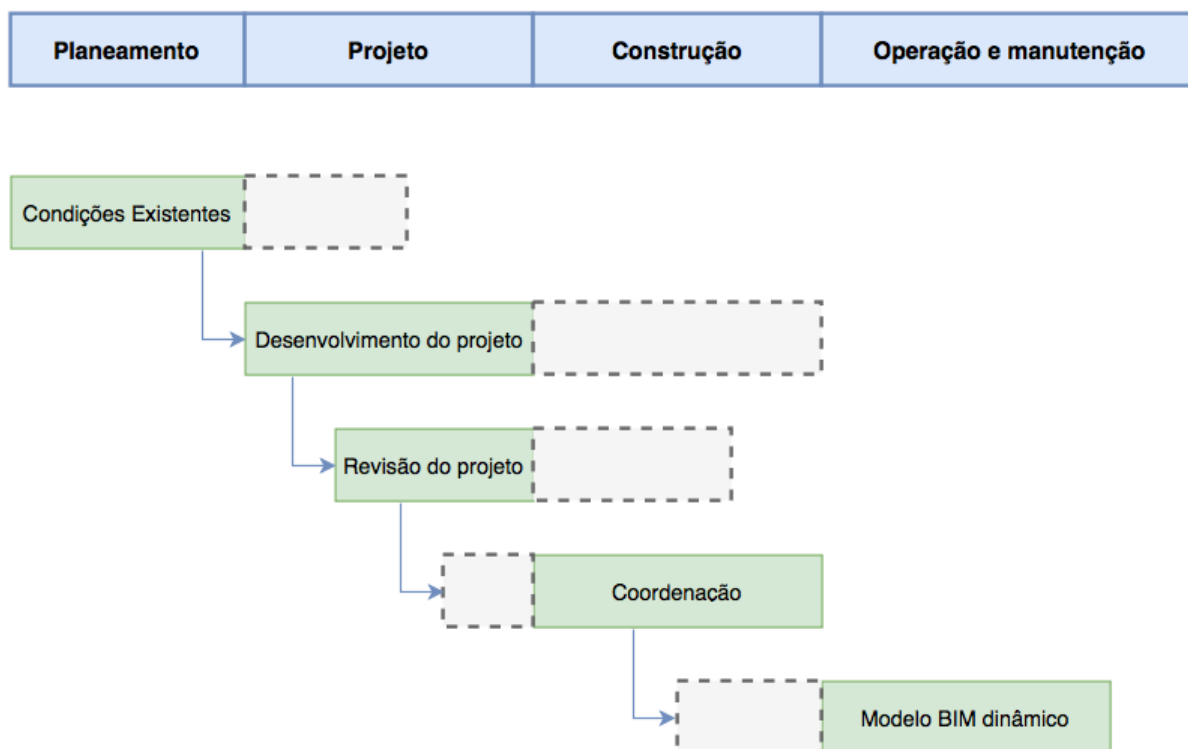 Planeamento
Projeto
Construção
Operação e manutenção
Condições Existentes
Desenvolvimento do projeto
Revisão do projeto
Coordenação
Modelo BIM dinâmico